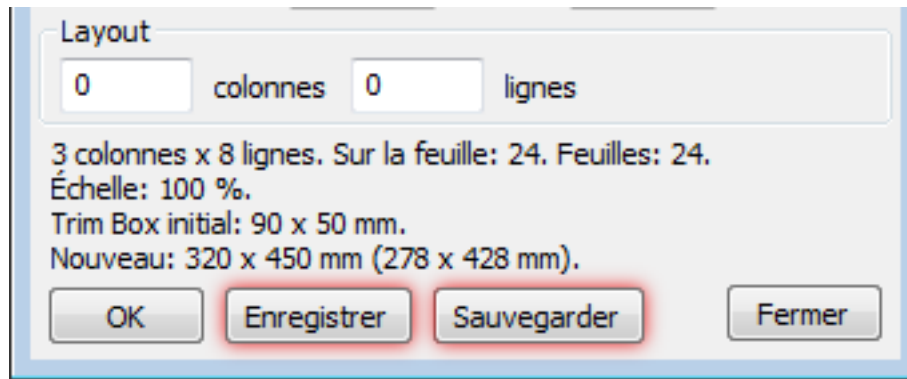 Layout
0 colonnes 0 lignes
3 colonnes x 8 lignes. Sur la feuille: 24. Feuilles: 24.
Échelle: 100 %.
Trim Box initial: 90 x 50 mm.
Nouveau: 320 x 450 mm (278 x 428 mm).
OK Enregistrer Sauvegarder Fermer